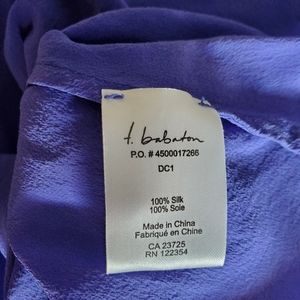 t. babaton
P.O. # 4500017266
DC1
100% Silk
100% Soie
Made in China
Fabriqué en Chine
CA 23725
RN 122354